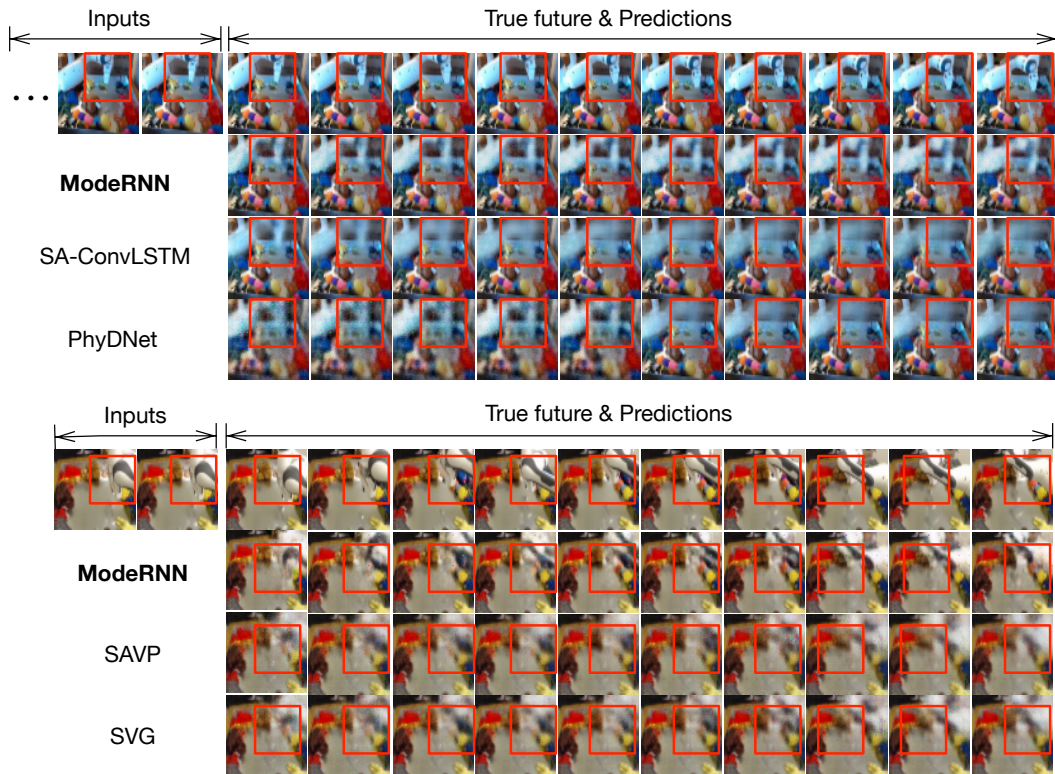 Inputs
True future & Predictions
...
ModeRNN
SA-ConvLSTM
PhyDNet
Inputs
True future & Predictions
ModeRNN
SAVP
SVG